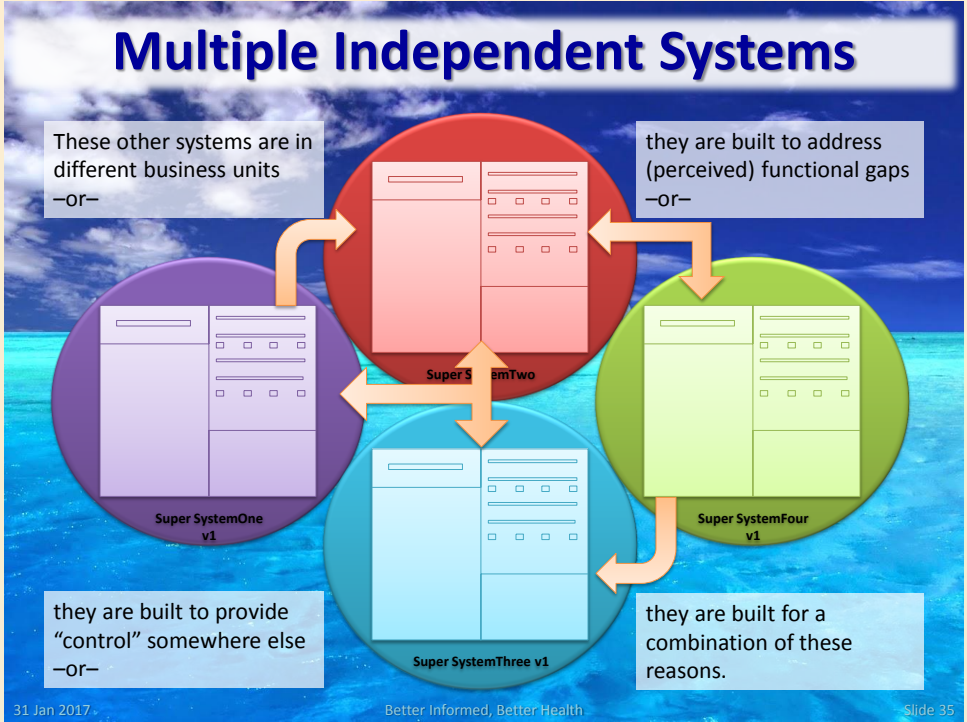 Multiple Independent Systems
These other systems are in
different business units
–or–
they are built to address
(perceived) functional gaps
–or–
Super SystemTwo
Super SystemOne
v1
Super SystemFour
v1
they are built to provide
“control” somewhere else
–or–
Super SystemThree v1
they are built for a
combination of these
reasons.
31 Jan 2017
Better Informed, Better Health
Slide 35